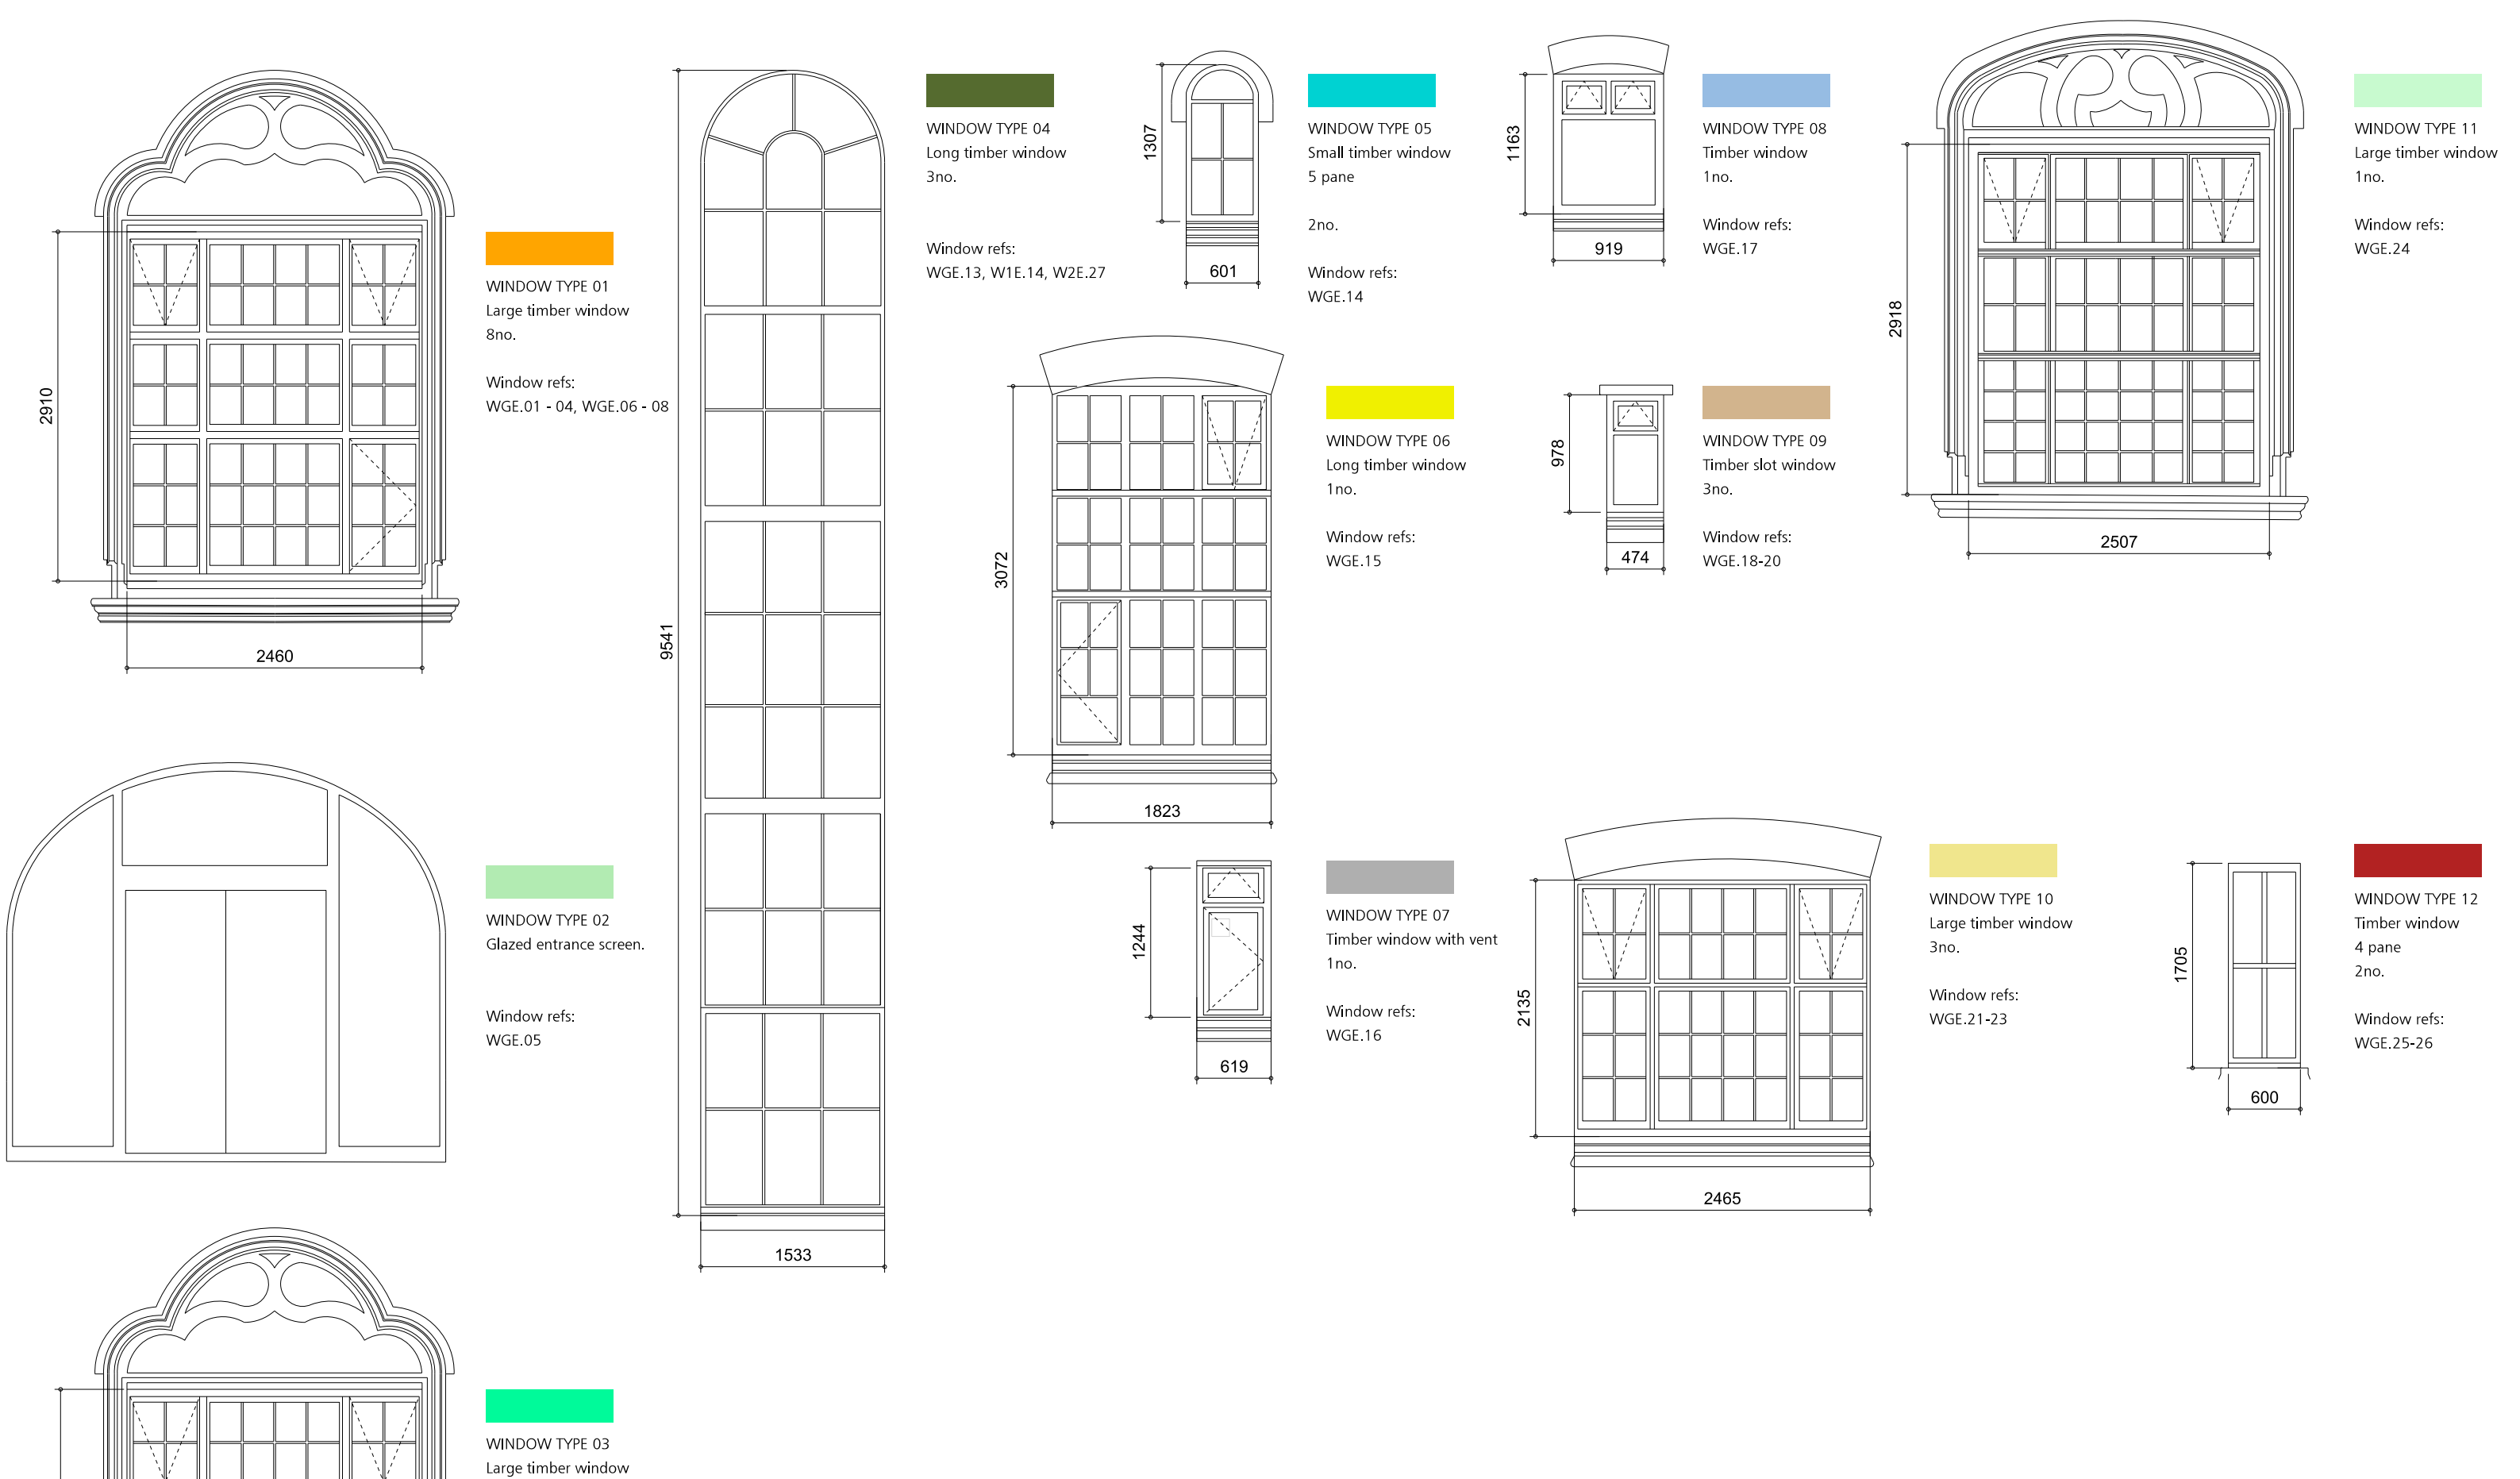 2910
2460
WINDOW TYPE 01
Large timber window
8no.
Window refs:
WGE.01 - 04, WGE.06 - 08
WINDOW TYPE 02
Glazed entrance screen.
Window refs:
WGE.05
WINDOW TYPE 03
Large timber window
9541
1533
WINDOW TYPE 04
Long timber window
3no.
Window refs:
WGE.13, W1E.14, W2E.27
1307
601
WINDOW TYPE 05
Small timber window
5 pane
2no.
Window refs:
WGE.14
3072
1823
WINDOW TYPE 06
Long timber window
1no.
Window refs:
WGE.15
1244
619
WINDOW TYPE 07
Timber window with vent
1no.
Window refs:
WGE.16
1163
919
WINDOW TYPE 08
Timber window
1no.
Window refs:
WGE.17
978
474
WINDOW TYPE 09
Timber slot window
3no.
Window refs:
WGE.18-20
2135
2465
WINDOW TYPE 10
Large timber window
3no.
Window refs:
WGE.21-23
2918
2507
WINDOW TYPE 11
Large timber window
1no.
Window refs:
WGE.24
1705
600
WINDOW TYPE 12
Timber window
4 pane
2no.
Window refs:
WGE.25-26